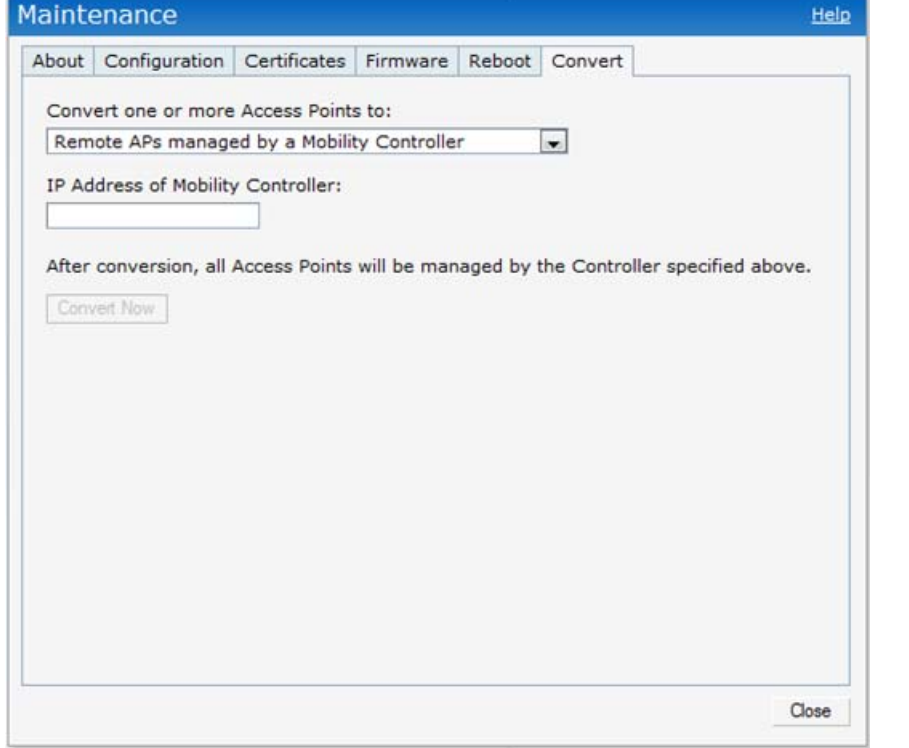 Maintenance Help
About Configuration Certificates Firmware Reboot Convert
Convert one or more Access Points to:
Remote APs managed by a Mobility Controller
IP Address of Mobility Controller:
After conversion, all Access Points will be managed by the Controller specified above.
Convert Now
Close